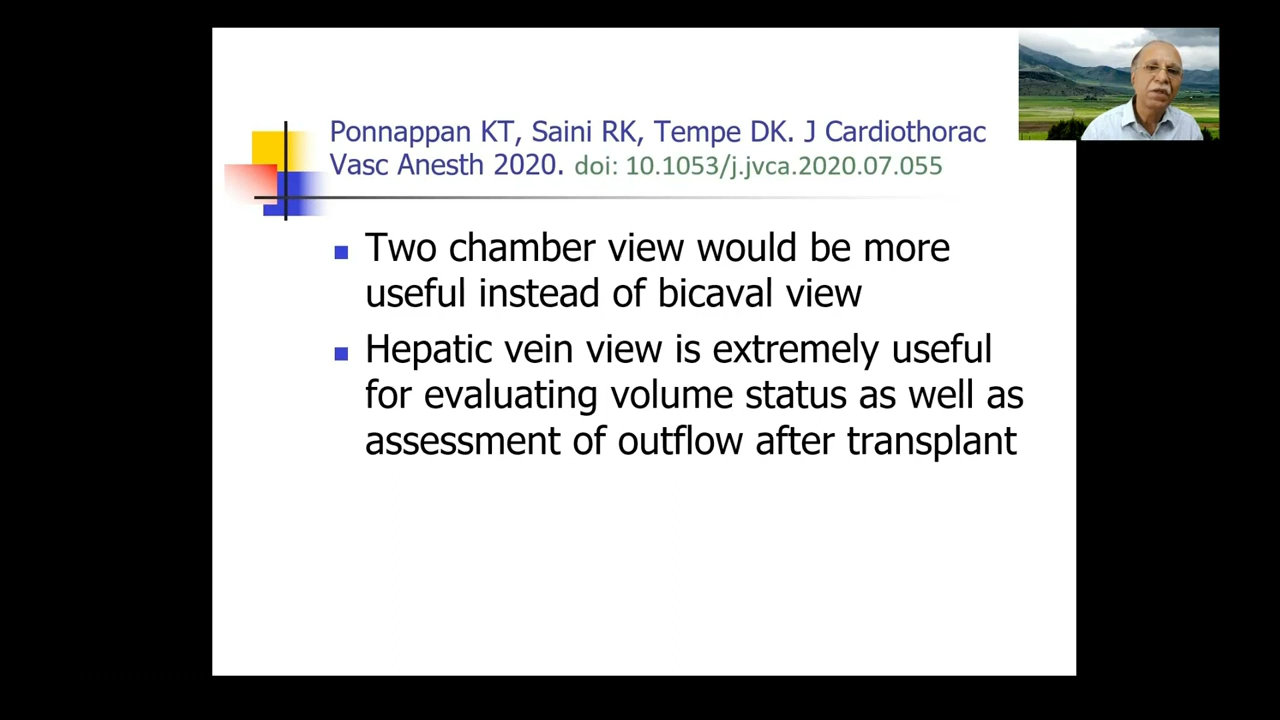 Ponnappan KT, Saini RK, Tempe DK. J Cardiothorac
Vasc Anesth 2020. doi: 10.1053/j.jvca.2020.07.055
Two chamber view would be more
useful instead of bicaval view
Hepatic vein view is extremely useful
for evaluating volume status as well as
assessment of outflow after transplant